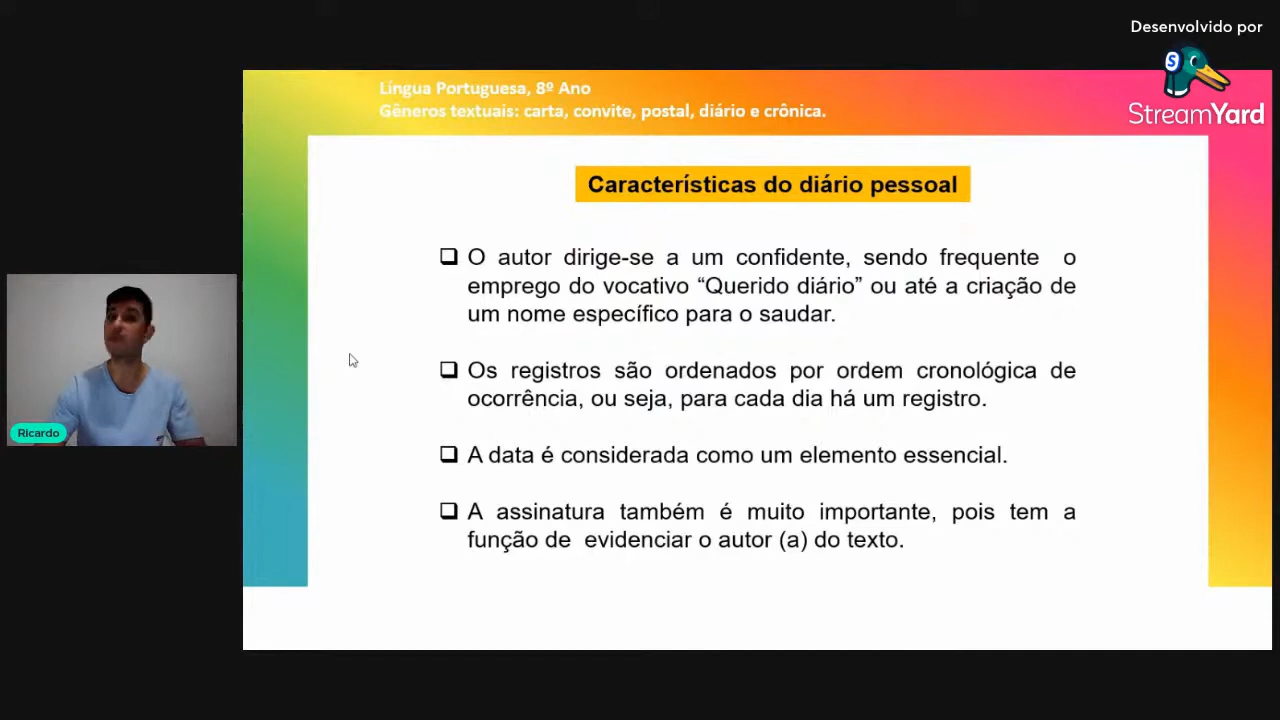 Desenvolvido por
S
StreamYard
Língua Portuguesa, 8º Ano
Gêneros textuais: carta, convite, postal, diário e crônica.
Características do diário pessoal
O autor dirige-se a um confidente, sendo frequente o
emprego do vocativo “Querido diário” ou até a criação de
um nome específico para o saudar.
Os registros são ordenados por ordem cronológica de
ocorrência, ou seja, para cada dia há um registro.
A data é considerada como um elemento essencial.
A assinatura também é muito importante, pois tem a
função de evidenciar o autor (a) do texto.
Ricardo